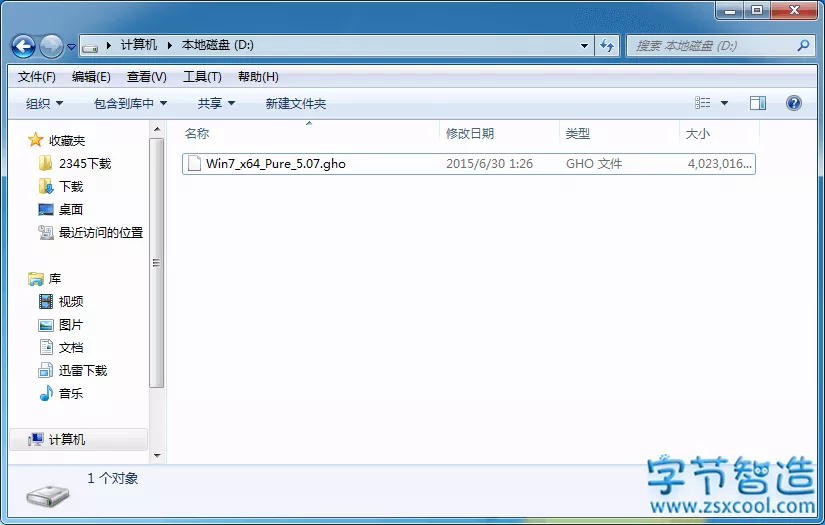 计算机 本地磁盘 (D:)
搜索 本地磁盘 (D:)
文件(F) 编辑(E) 查看(V) 工具(T) 帮助(H)
组织 包含到库中 共享 新建文件夹
名称 修改日期 类型 大小
Win7_x64_Pure_5.07.gho 2015/6/30 1:26 GHO 文件 4,023,016...
收藏夹
2345下载
下载
桌面
最近访问的位置
库
视频
图片
文档
迅雷下载
音乐
计算机
1 个对象
字节智造
www.zsxcool.com